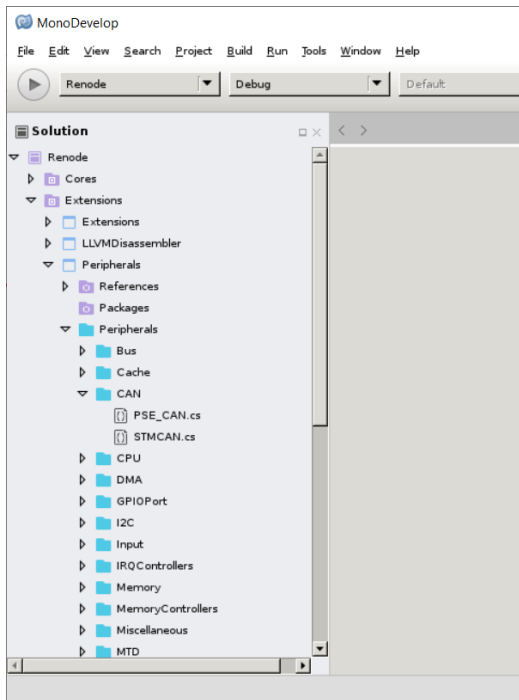 MonoDevelop
File Edit View Search Project Build Run Tools Window Help
Renode Debug Default
Solution
Renode
Cores
Extensions
Extensions
LLVMDisassembler
Peripherals
References
Packages
Peripherals
Bus
Cache
CAN
PSE_CAN.cs
STMCAN.cs
CPU
DMA
GPIOPort
I2C
Input
IRQControllers
Memory
MemoryControllers
Miscellaneous
MTD